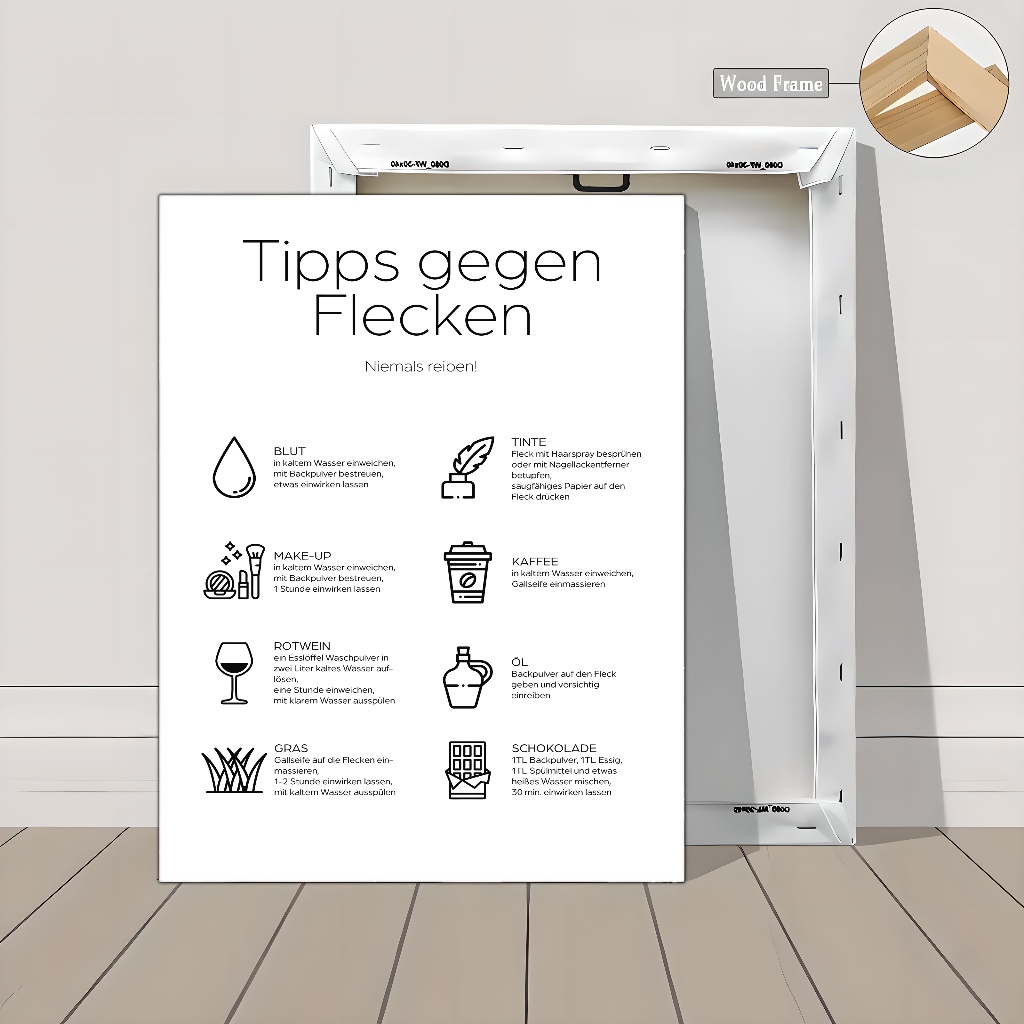 Wood Frame
Tipps gegen
Flecken
Niemals reiben!
BLUT
in kaltem Wasser einweichen,
mit Backpulver bestreuen,
etwas einwirken lassen
TINTE
Fleck mit Haarspray besprühen
oder mit Nagellackentferner
betupfen,
saugfähiges Papier auf den
Fleck drücken
MAKE-UP
in kaltem Wasser einweichen,
mit Backpulver bestreuen,
1 Stunde einwirken lassen
KAFFEE
in kaltem Wasser einweichen,
Gallseife einmassieren
ROTWEIN
ein Esslöffel Waschpulver in
zwei Liter kaltes Wasser auf-
lösen,
eine Stunde einweichen,
mit klarem Wasser ausspülen
ÖL
Backpulver auf den Fleck
geben und vorsichtig
einreiben
GRAS
Gallseife auf die Flecken ein-
massieren,
1-2 Stunde einwirken lassen,
mit kaltem Wasser ausspülen
SCHOKOLADE
1TL Backpulver, 1TL Essig,
1TL Spülmittel und etwas
heißes Wasser mischen,
30 min. einwirken lassen